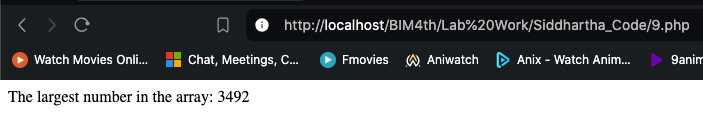 http://localhost/BIM4th/Lab%20Work/Siddhartha_Code/9.php
Watch Movies Onli... Chat, Meetings, C... Fmovies Aniwatch Anix - Watch Anim... 9anim
The largest number in the array: 3492